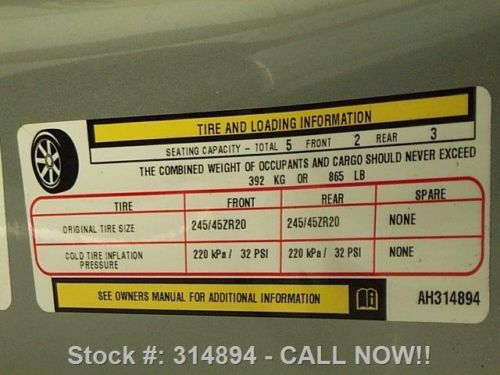 TIRE AND LOADING INFORMATION
SEATING CAPACITY - TOTAL 5 FRONT 2 REAR 3
THE COMBINED WEIGHT OF OCCUPANTS AND CARGO SHOULD NEVER EXCEED
392 KG OR 865 LB
TIRE FRONT REAR SPARE
ORIGINAL TIRE SIZE 245/45ZR20 245/45ZR20 NONE
COLD TIRE INFLATION PRESSURE 220 kPa / 32 PSI 220 kPa / 32 PSI NONE
SEE OWNERS MANUAL FOR ADDITIONAL INFORMATION AH314894
Stock #: 314894 - CALL NOW!!